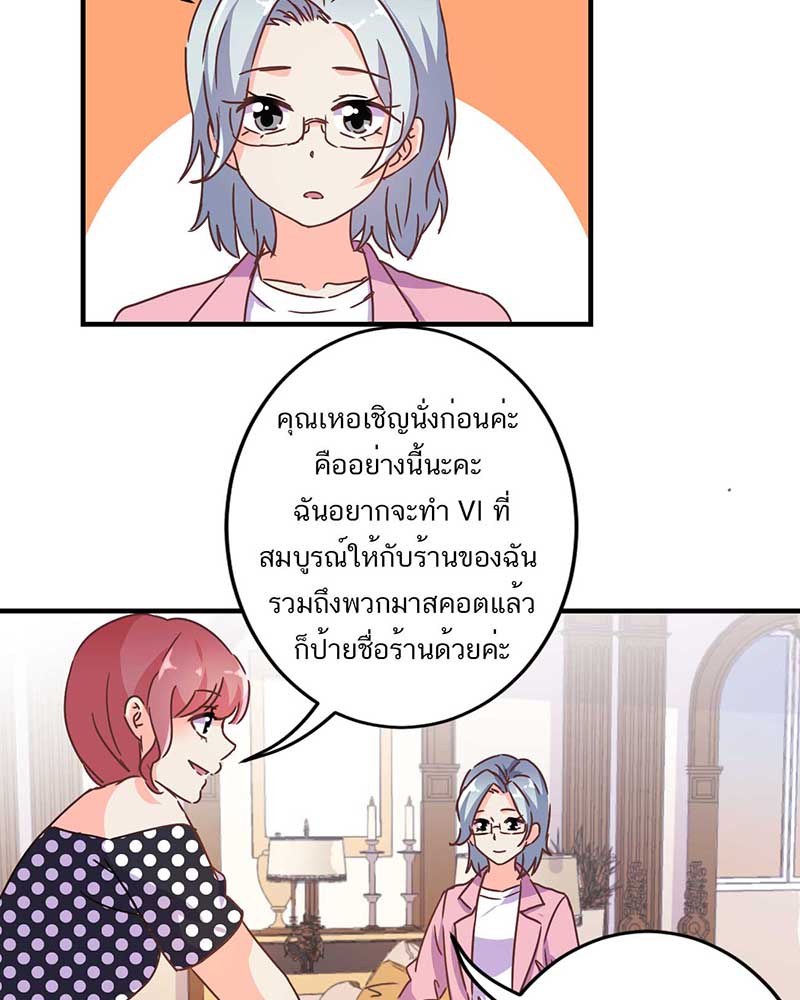 คุณเหอเชิญนั่งก่อนค่ะ
คืออย่างนี้นะคะ
ฉันอยากจะทำ VI ที่
สมบูรณ์ให้กับร้านของฉัน
รวมถึงพวกมาสคอตแล้ว
ก็ป้ายชื่อร้านด้วยค่ะ